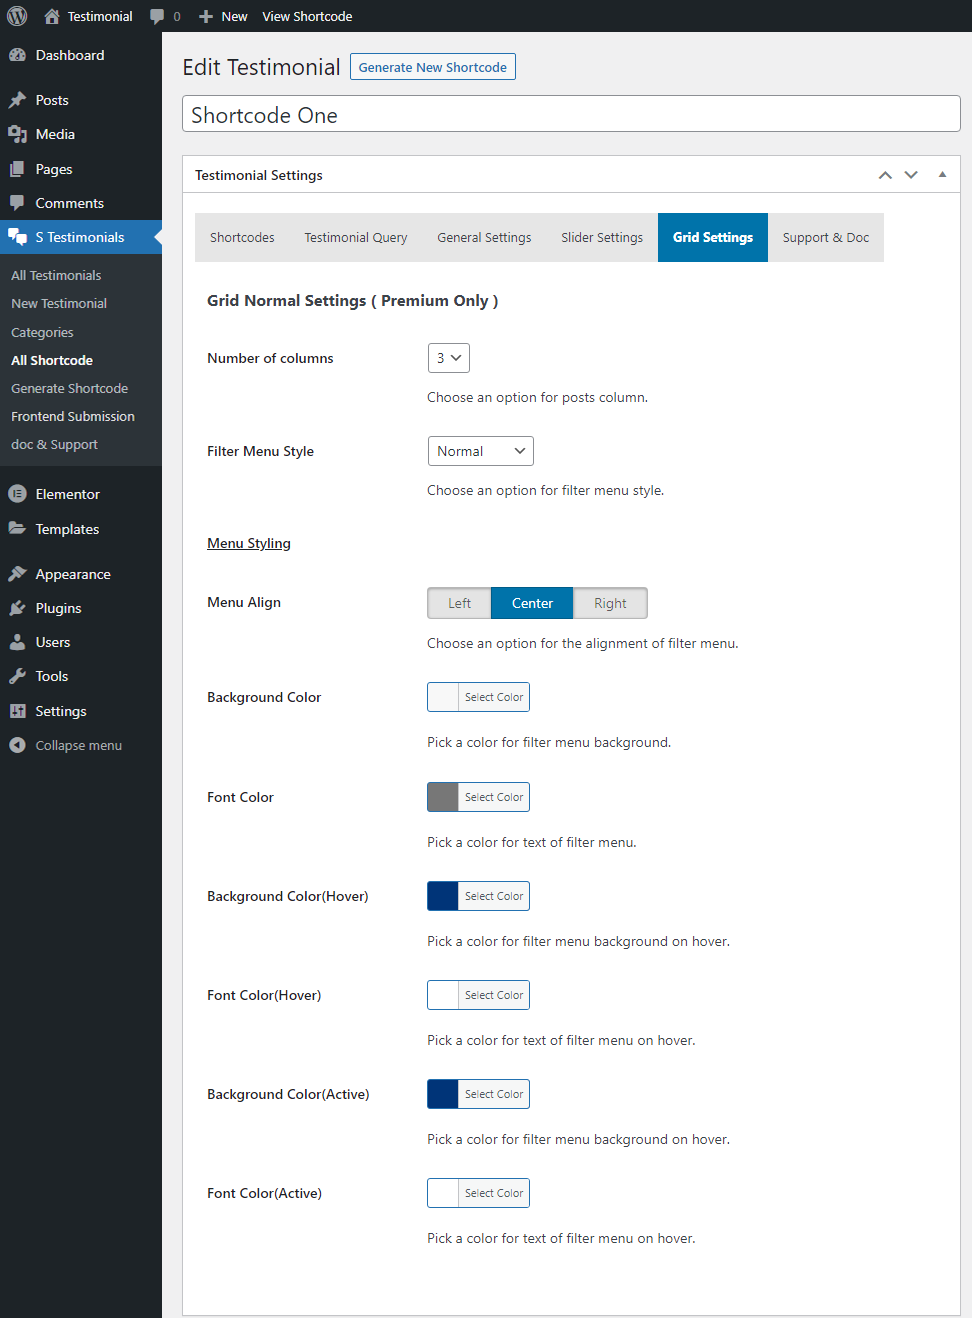 Testimonial 0 New View Shortcode
Dashboard
Posts
Media
Pages
Comments
S Testimonials
All Testimonials
New Testimonial
Categories
All Shortcode
Generate Shortcode
Frontend Submission
doc & Support
Elementor
Templates
Appearance
Plugins
Users
Tools
Settings
Collapse menu
Edit Testimonial Generate New Shortcode
Shortcode One
Testimonial Settings
Shortcodes Testimonial Query General Settings Slider Settings Grid Settings Support & Doc
Grid Normal Settings ( Premium Only )
Number of columns 3
Choose an option for posts column.
Filter Menu Style Normal
Choose an option for filter menu style.
Menu Styling
Menu Align Left Center Right
Choose an option for the alignment of filter menu.
Background Color Select Color
Pick a color for filter menu background.
Font Color Select Color
Pick a color for text of filter menu.
Background Color(Hover) Select Color
Pick a color for filter menu background on hover.
Font Color(Hover) Select Color
Pick a color for text of filter menu on hover.
Background Color(Active) Select Color
Pick a color for filter menu background on hover.
Font Color(Active) Select Color
Pick a color for text of filter menu on hover.